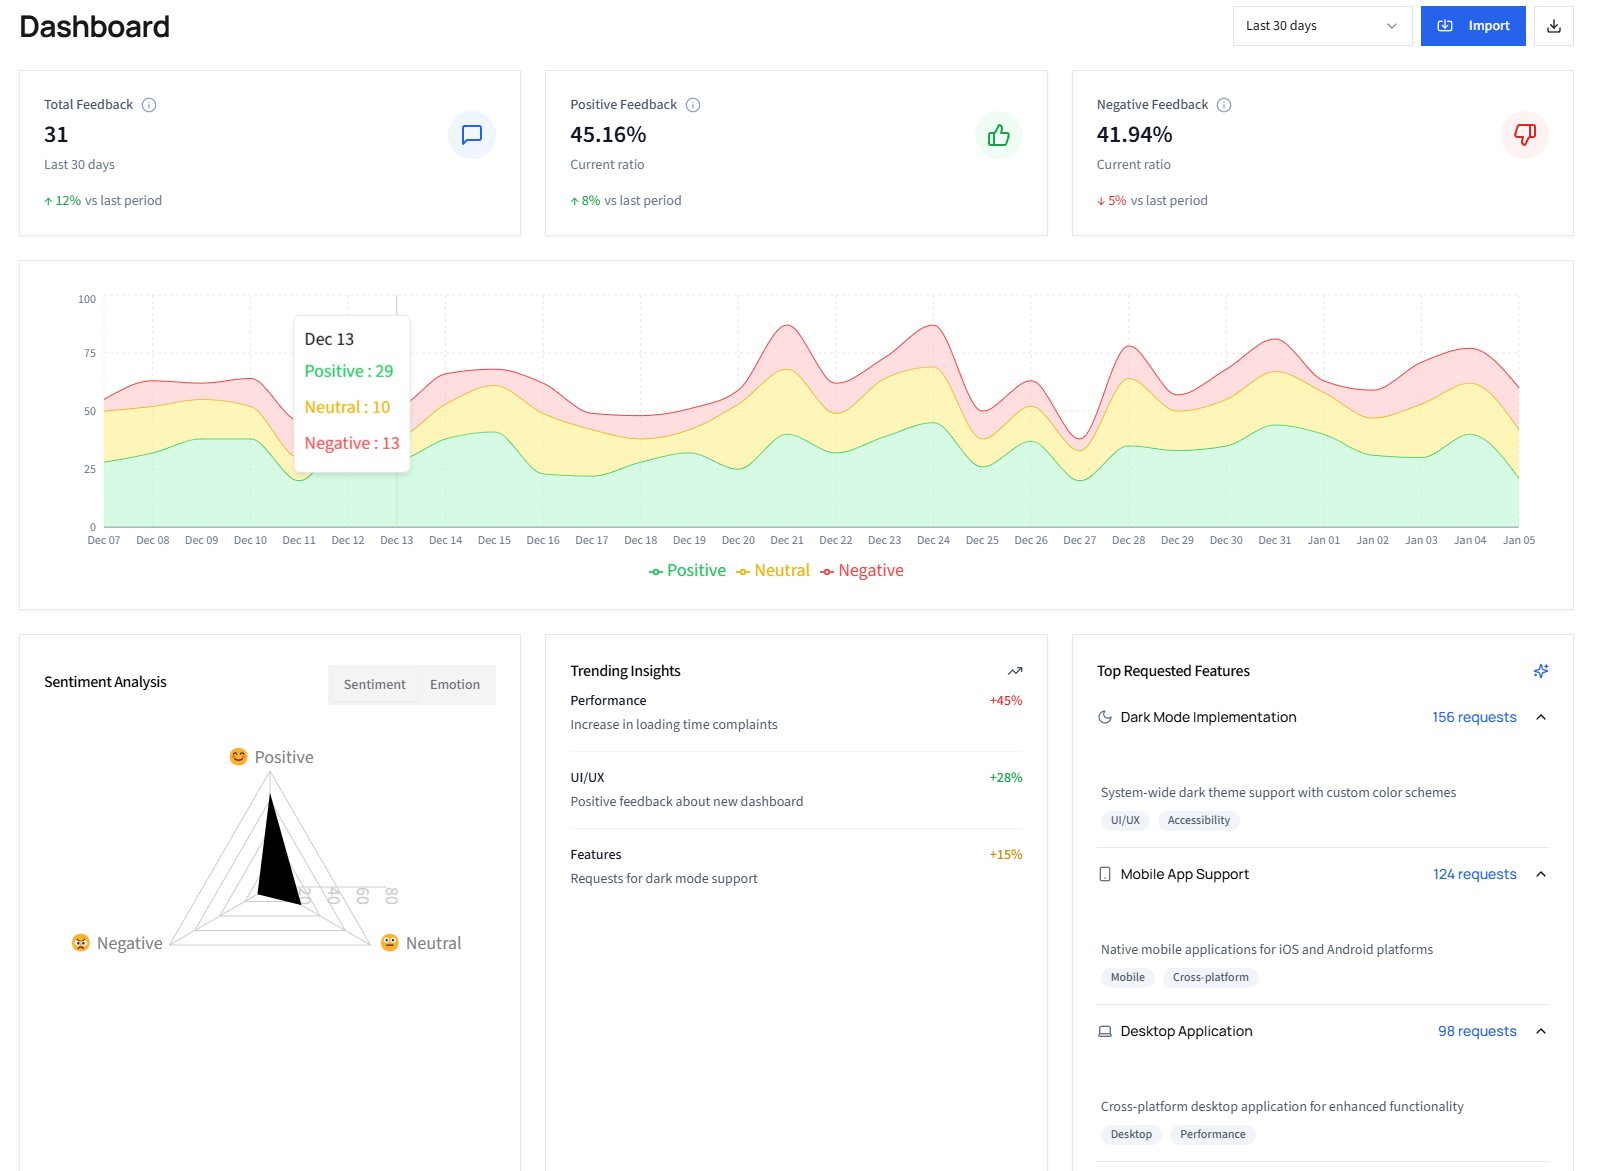 Dashboard
Last 30 days
Import
Total Feedback
31
Last 30 days
↑ 12% vs last period
Positive Feedback
45.16%
Current ratio
↑ 8% vs last period
Negative Feedback
41.94%
Current ratio
↓ 5% vs last period
100
75
50
25
0
Dec 13
Positive : 29
Neutral : 10
Negative : 13
Dec 07 Dec 08 Dec 09 Dec 10 Dec 11 Dec 12 Dec 13 Dec 14 Dec 15 Dec 16 Dec 17 Dec 18 Dec 19 Dec 20 Dec 21 Dec 22 Dec 23 Dec 24 Dec 25 Dec 26 Dec 27 Dec 28 Dec 29 Dec 30 Dec 31 Jan 01 Jan 02 Jan 03 Jan 04 Jan 05
Positive Neutral Negative
Sentiment Analysis
Sentiment Emotion
Positive
20 40 60 80
Negative
Neutral
Trending Insights
Performance +45%
Increase in loading time complaints
UI/UX +28%
Positive feedback about new dashboard
Features +15%
Requests for dark mode support
Top Requested Features
Dark Mode Implementation 156 requests
System-wide dark theme support with custom color schemes
UI/UX Accessibility
Mobile App Support 124 requests
Native mobile applications for iOS and Android platforms
Mobile Cross-platform
Desktop Application 98 requests
Cross-platform desktop application for enhanced functionality
Desktop Performance